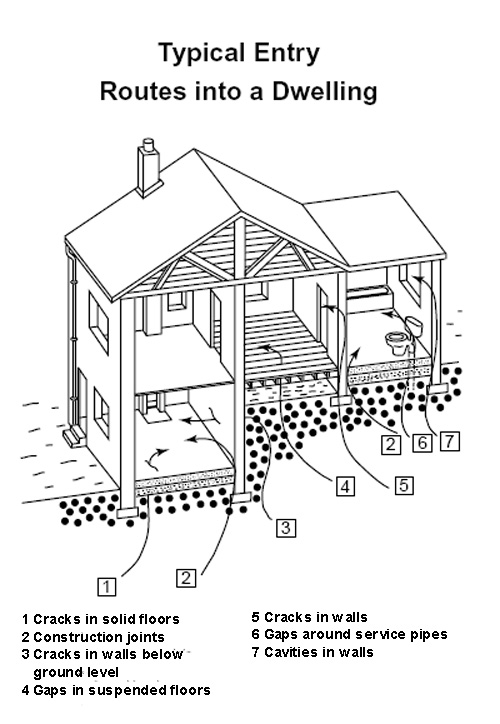 Typical Entry
Routes into a Dwelling
2
6
7
4
5
3
1
2
1 Cracks in solid floors
2 Construction joints
3 Cracks in walls below
ground level
4 Gaps in suspended floors
5 Cracks in walls
6 Gaps around service pipes
7 Cavities in walls